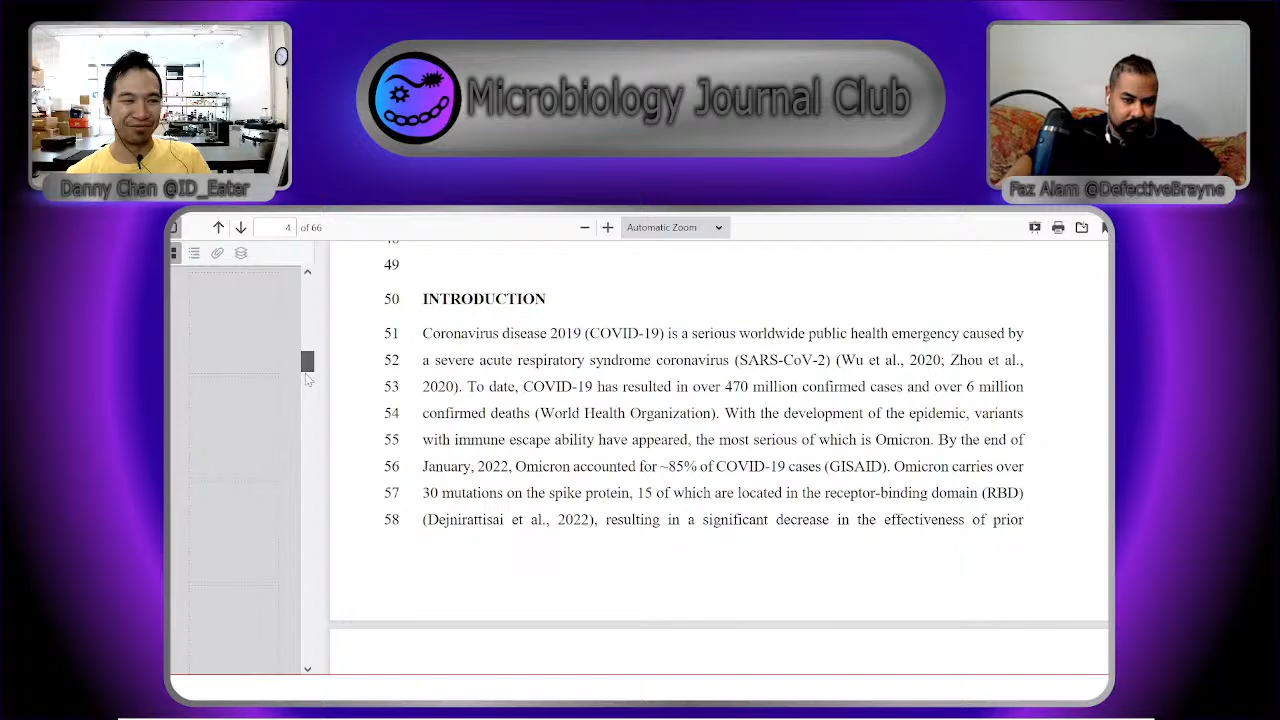 Microbiology Journal Club
Danny Chan @ID_Eater
Faz Alam @DefectiveBrayne
4 of 66
Automatic Zoom
49
50 INTRODUCTION
51 Coronavirus disease 2019 (COVID-19) is a serious worldwide public health emergency caused by
52 a severe acute respiratory syndrome coronavirus (SARS-CoV-2) (Wu et al., 2020; Zhou et al.,
53 2020). To date, COVID-19 has resulted in over 470 million confirmed cases and over 6 million
54 confirmed deaths (World Health Organization). With the development of the epidemic, variants
55 with immune escape ability have appeared, the most serious of which is Omicron. By the end of
56 January, 2022, Omicron accounted for ~85% of COVID-19 cases (GISAID). Omicron carries over
57 30 mutations on the spike protein, 15 of which are located in the receptor-binding domain (RBD)
58 (Dejnirattisai et al., 2022), resulting in a significant decrease in the effectiveness of prior